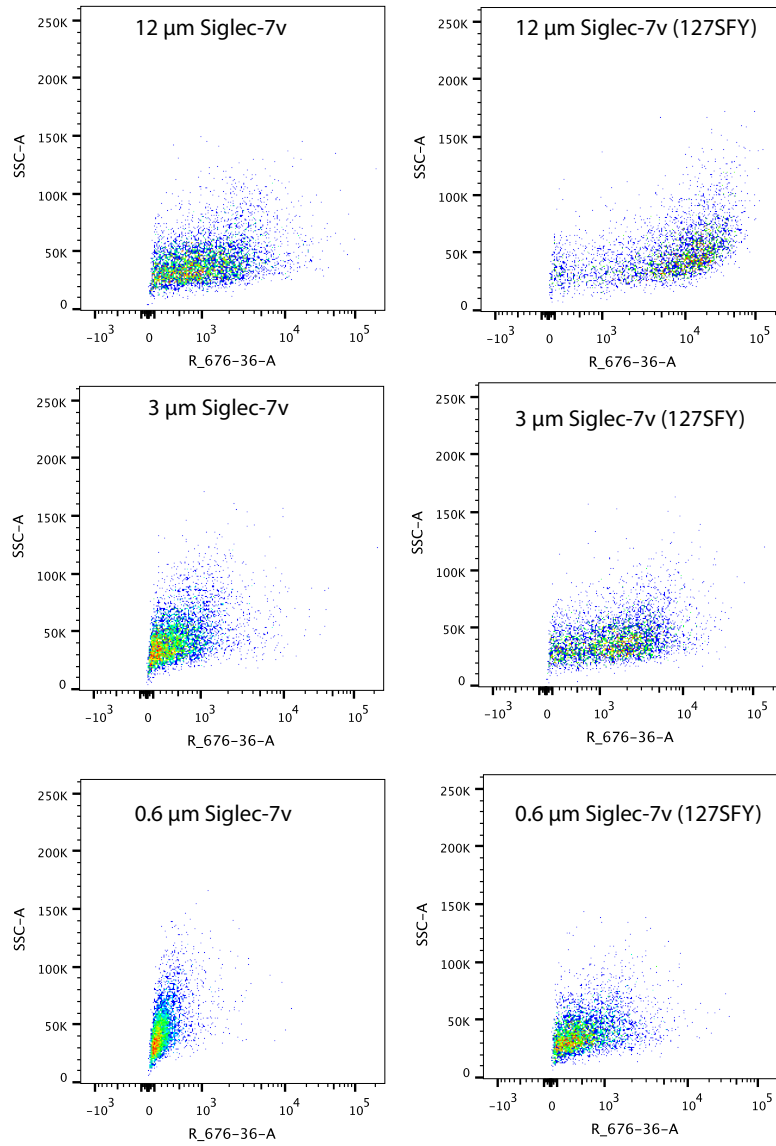 12 µm Siglec-7v
250K
200K
150K
100K
50K
0
SSC-A
-10³ 0 10³ 10⁴ 10⁵
R_676-36-A
12 µm Siglec-7v (127SFY)
250K
200K
150K
100K
50K
0
SSC-A
-10³ 0 10³ 10⁴ 10⁵
R_676-36-A
3 µm Siglec-7v
250K
200K
150K
100K
50K
0
SSC-A
-10³ 0 10³ 10⁴ 10⁵
R_676-36-A
3 µm Siglec-7v (127SFY)
250K
200K
150K
100K
50K
0
SSC-A
-10³ 0 10³ 10⁴ 10⁵
R_676-36-A
0.6 µm Siglec-7v
250K
200K
150K
100K
50K
0
SSC-A
-10³ 0 10³ 10⁴ 10⁵
R_676-36-A
0.6 µm Siglec-7v (127SFY)
250K
200K
150K
100K
50K
0
SSC-A
-10³ 0 10³ 10⁴ 10⁵
R_676-36-A